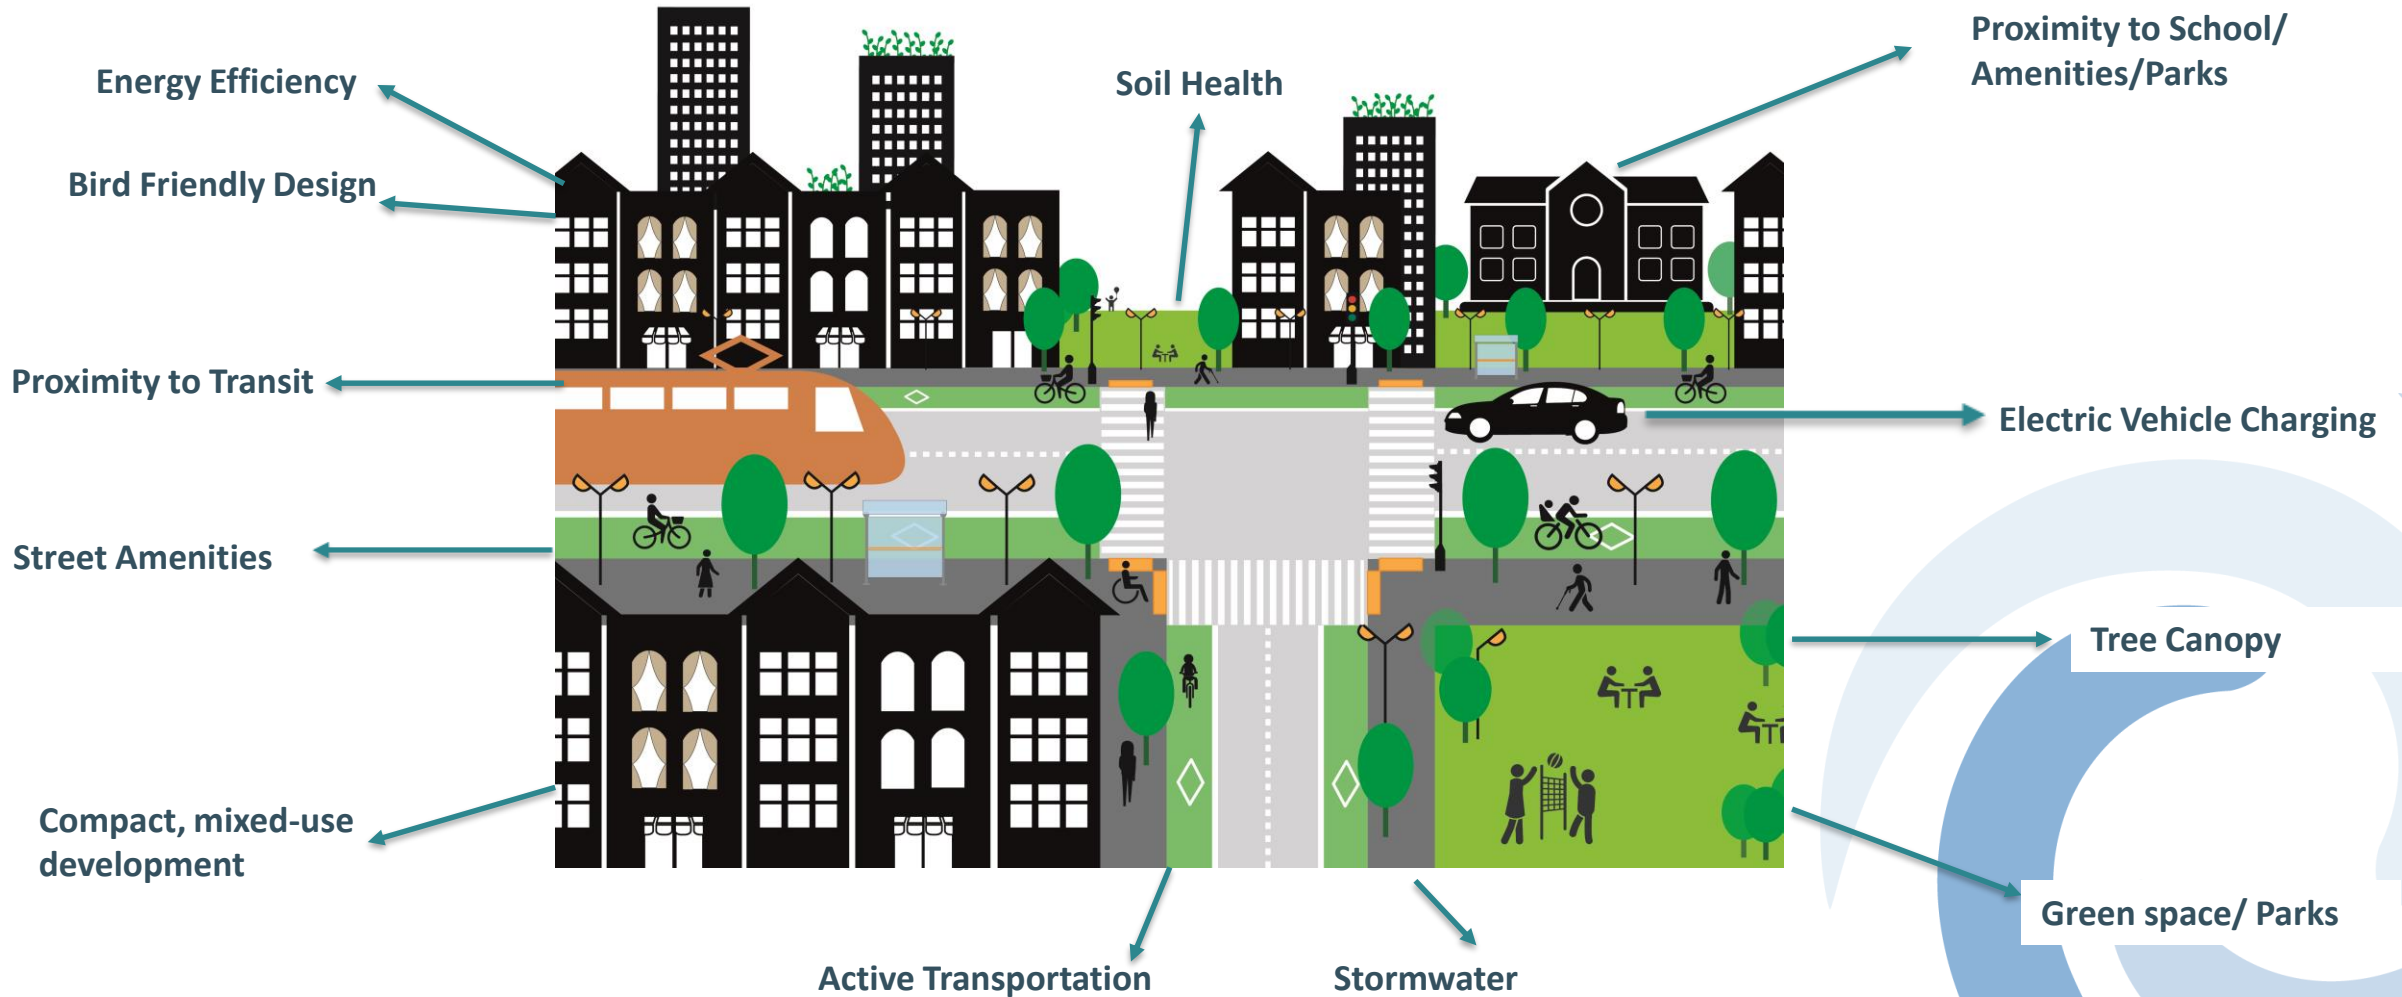 Energy Efficiency
Bird Friendly Design
Proximity to Transit
Street Amenities
Compact, mixed-use
development
Soil Health
Proximity to School/
Amenities/Parks
Electric Vehicle Charging
Tree Canopy
Green space/ Parks
Active Transportation
Stormwater